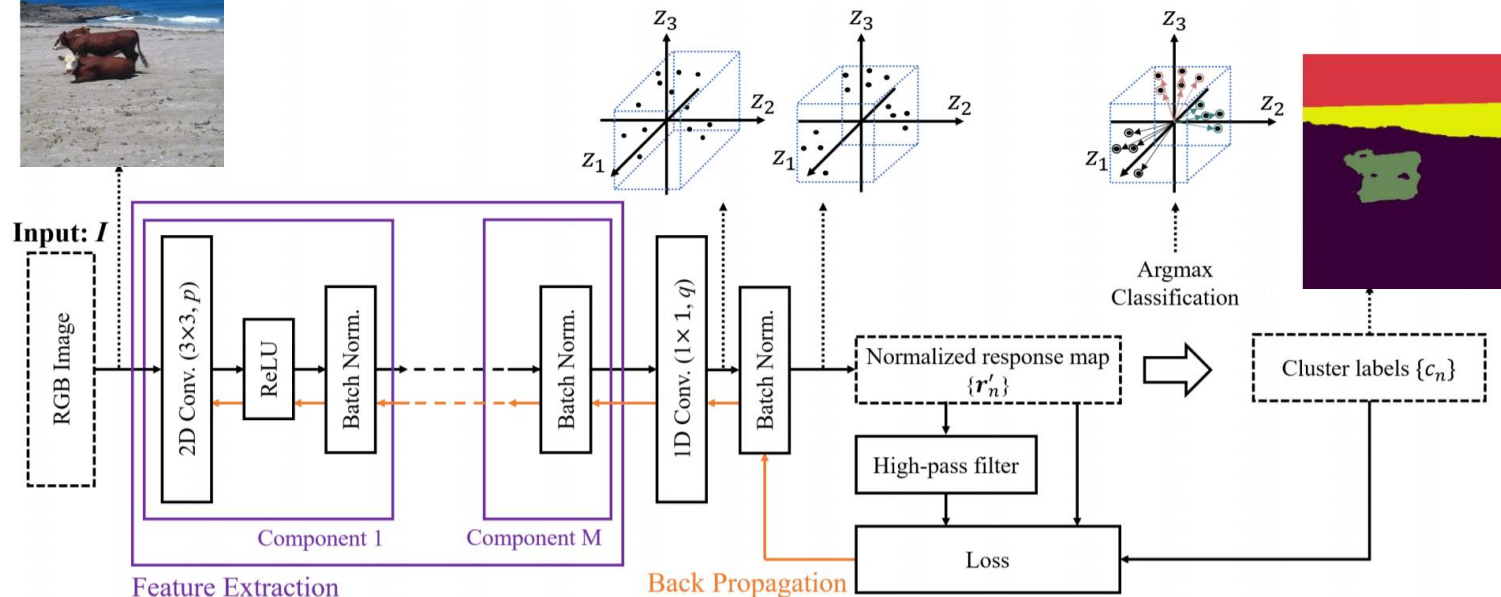 Z₃
Z₂
Z₁
Z₃
Z₂
Z₁
Z₃
Z₂
Z₁
Input: I
RGB Image
2D Conv. (3×3, p)
ReLU
Batch Norm.
Batch Norm.
1D Conv. (1× 1, q)
Batch Norm.
Component 1
Component M
Feature Extraction
Back Propagation
Normalized response map
{r′ₙ}
High-pass filter
Loss
Argmax
Classification
Cluster labels {cₙ}